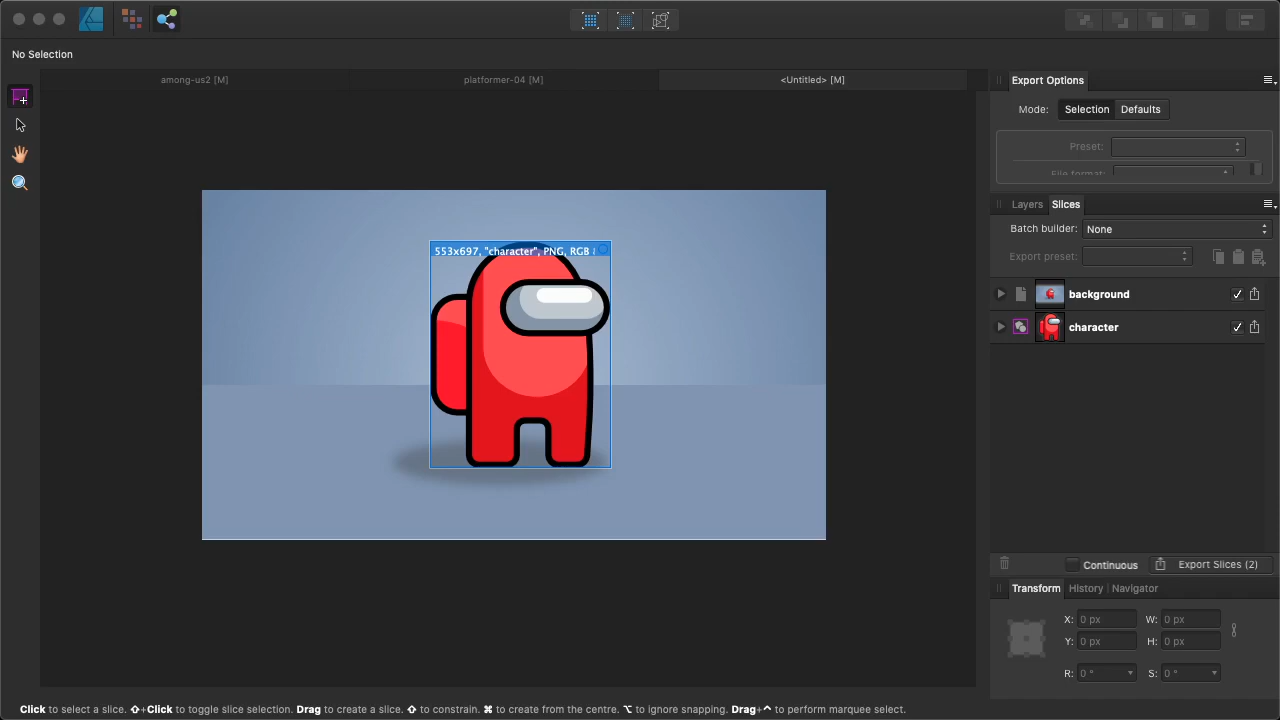 No Selection
among-us2 [M]
platformer-04 [M]
<Untitled> [M]
553x697, "character", PNG, RGB
Export Options
Mode:
Selection
Defaults
Preset:
File format:
Layers
Slices
Batch builder:
None
Export preset:
background
character
Continuous
Export Slices (2)
Transform
History
Navigator
X: 0 px
W: 0 px
Y: 0 px
H: 0 px
R: 0 °
S: 0 °
Click to select a slice. ⇧+Click to toggle slice selection. Drag to create a slice. ⇧ to constrain. ⌘ to create from the centre. ⌥ to ignore snapping. Drag+⌃ to perform marquee select.